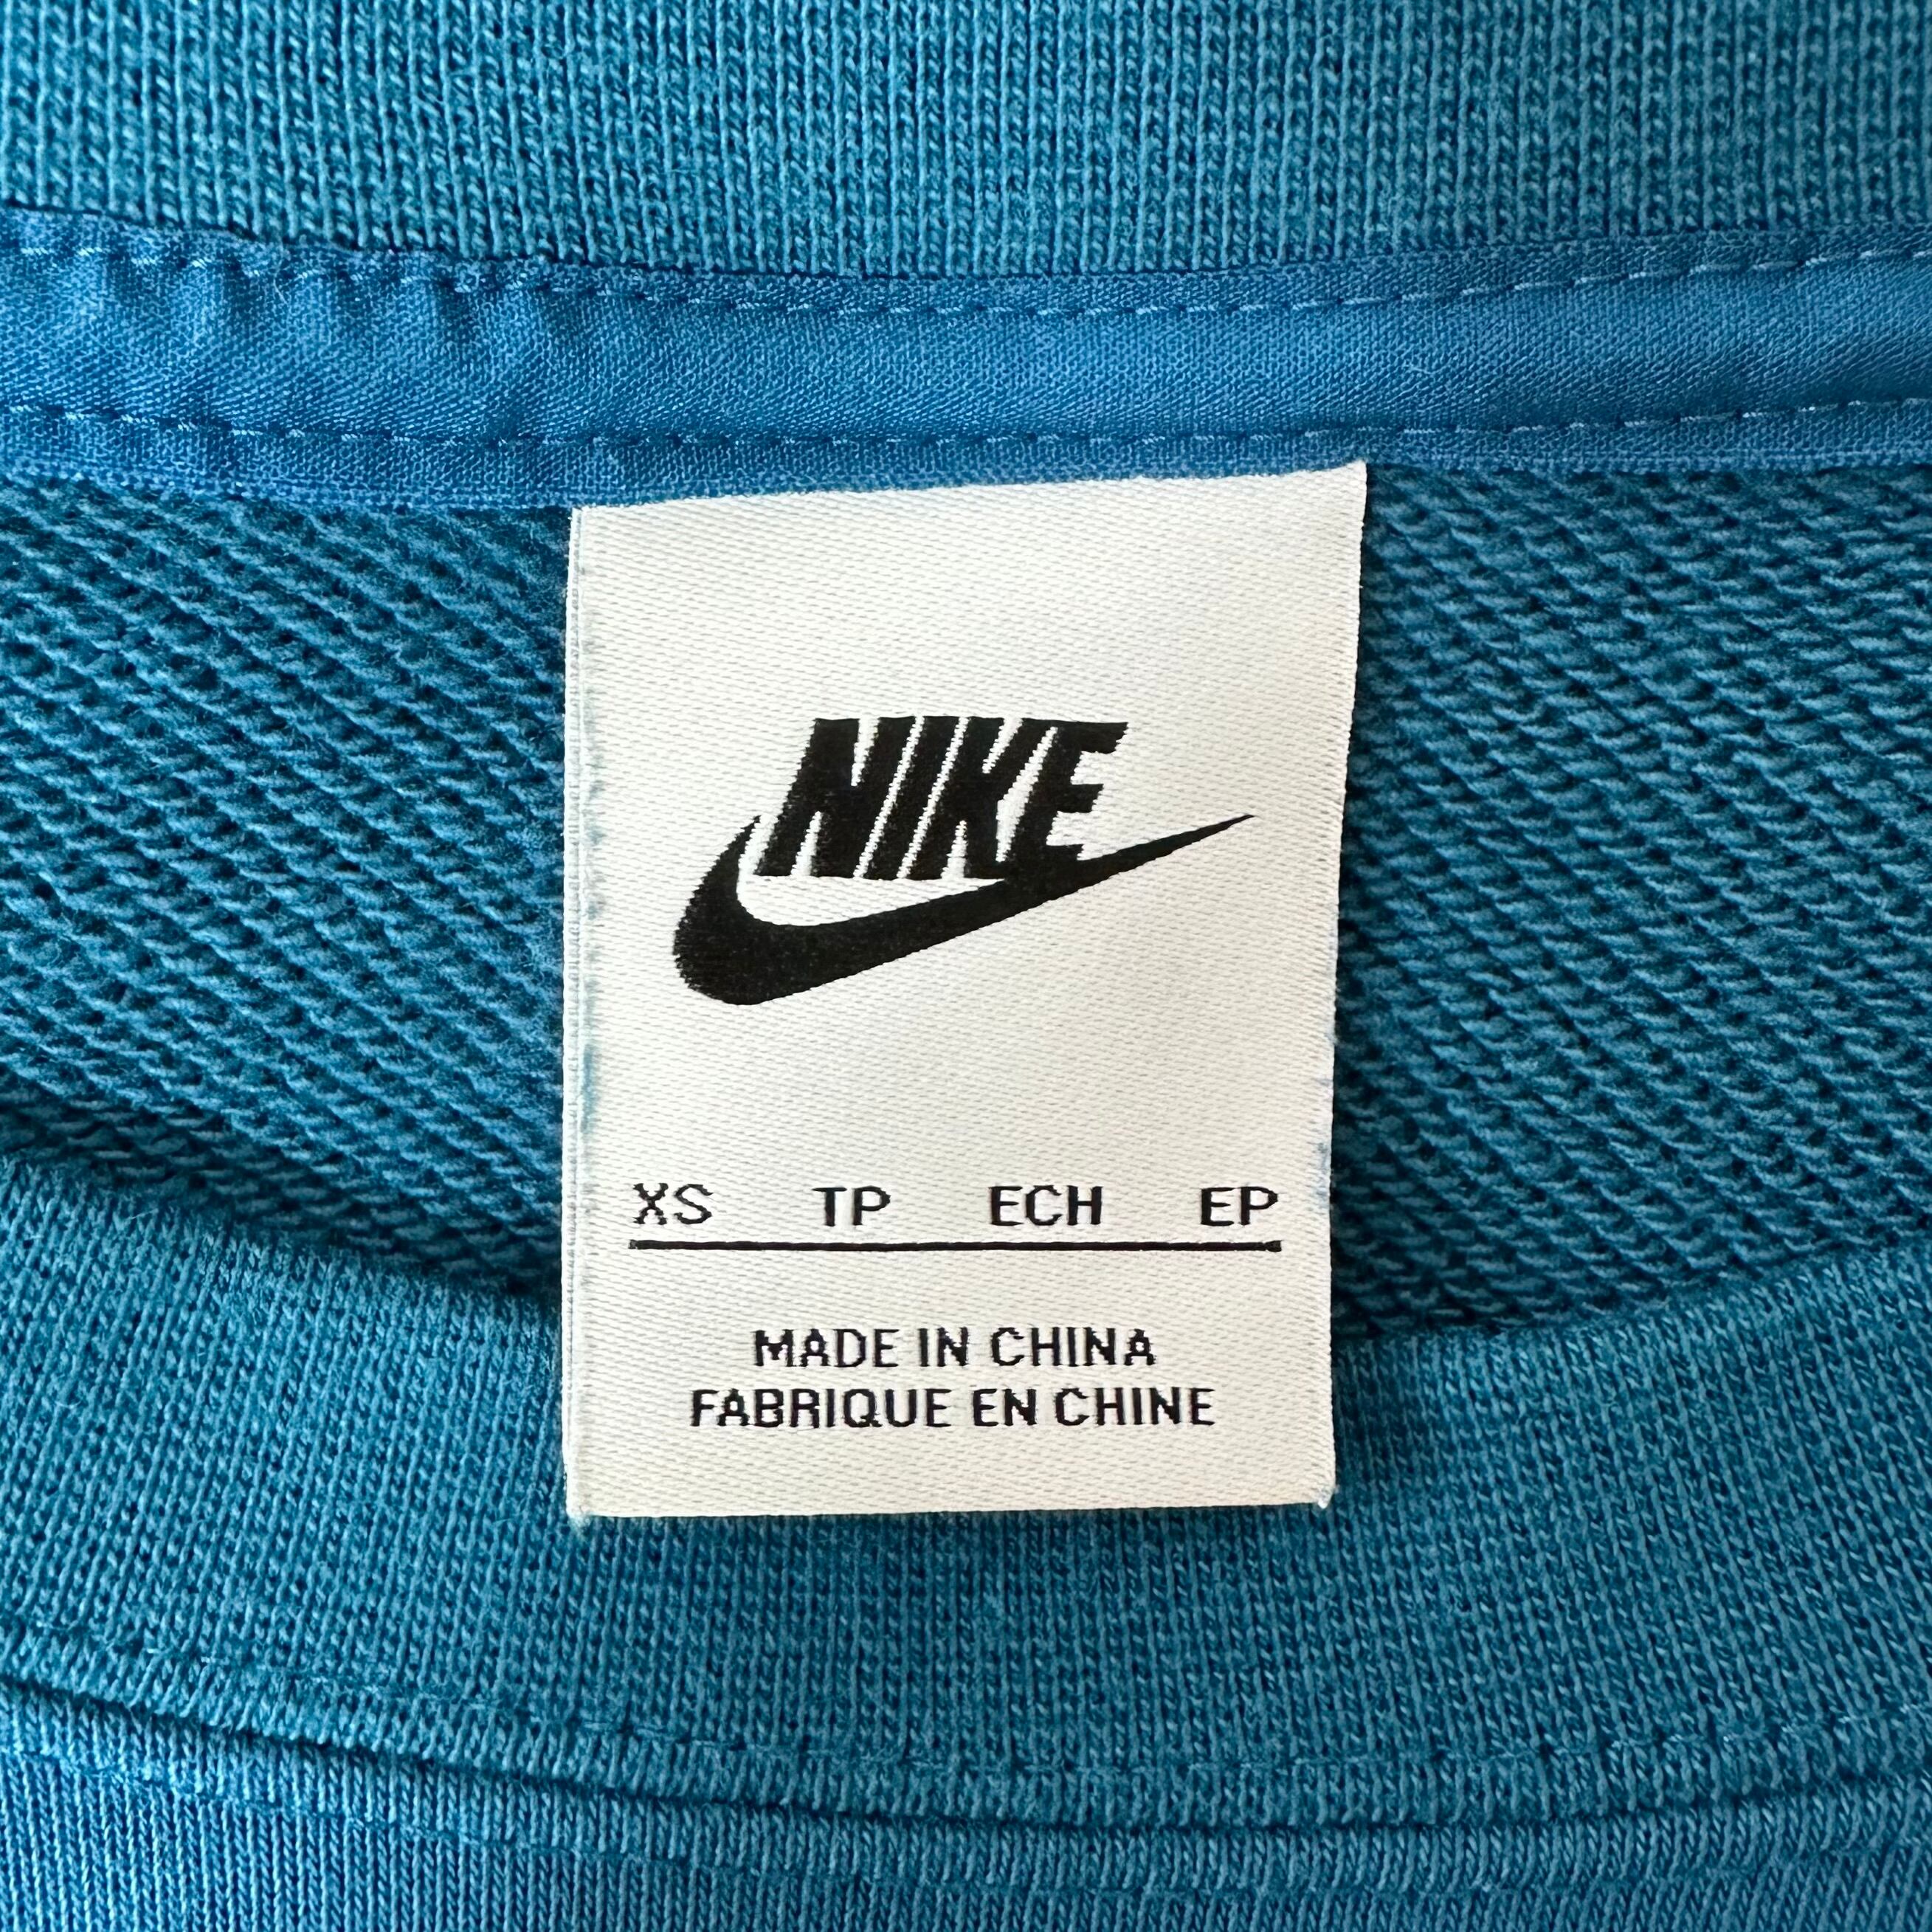 NIKE
XS TP ECH EP
MADE IN CHINA
FABRIQUE EN CHINE